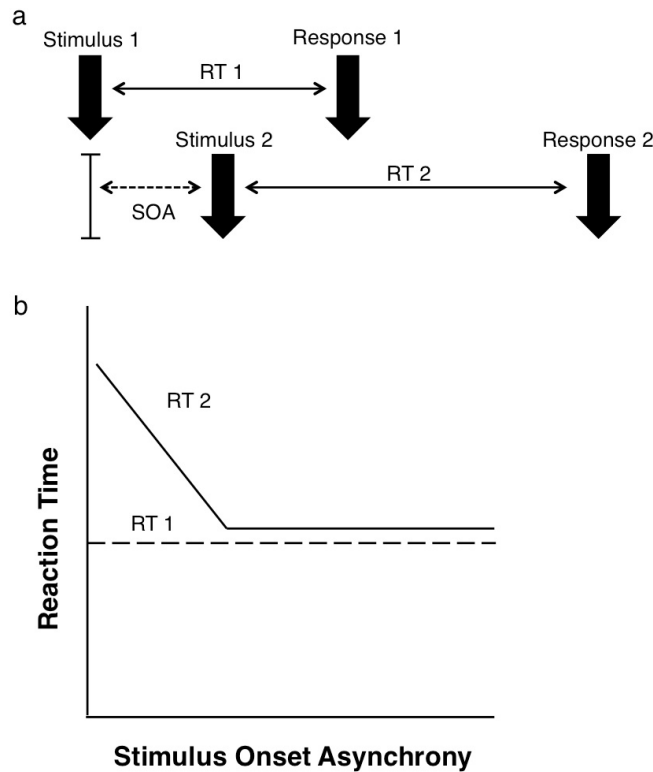 a
Stimulus 1
Response 1
RT 1
Stimulus 2
Response 2
RT 2
SOA
b
RT 2
RT 1
Reaction Time
Stimulus Onset Asynchrony